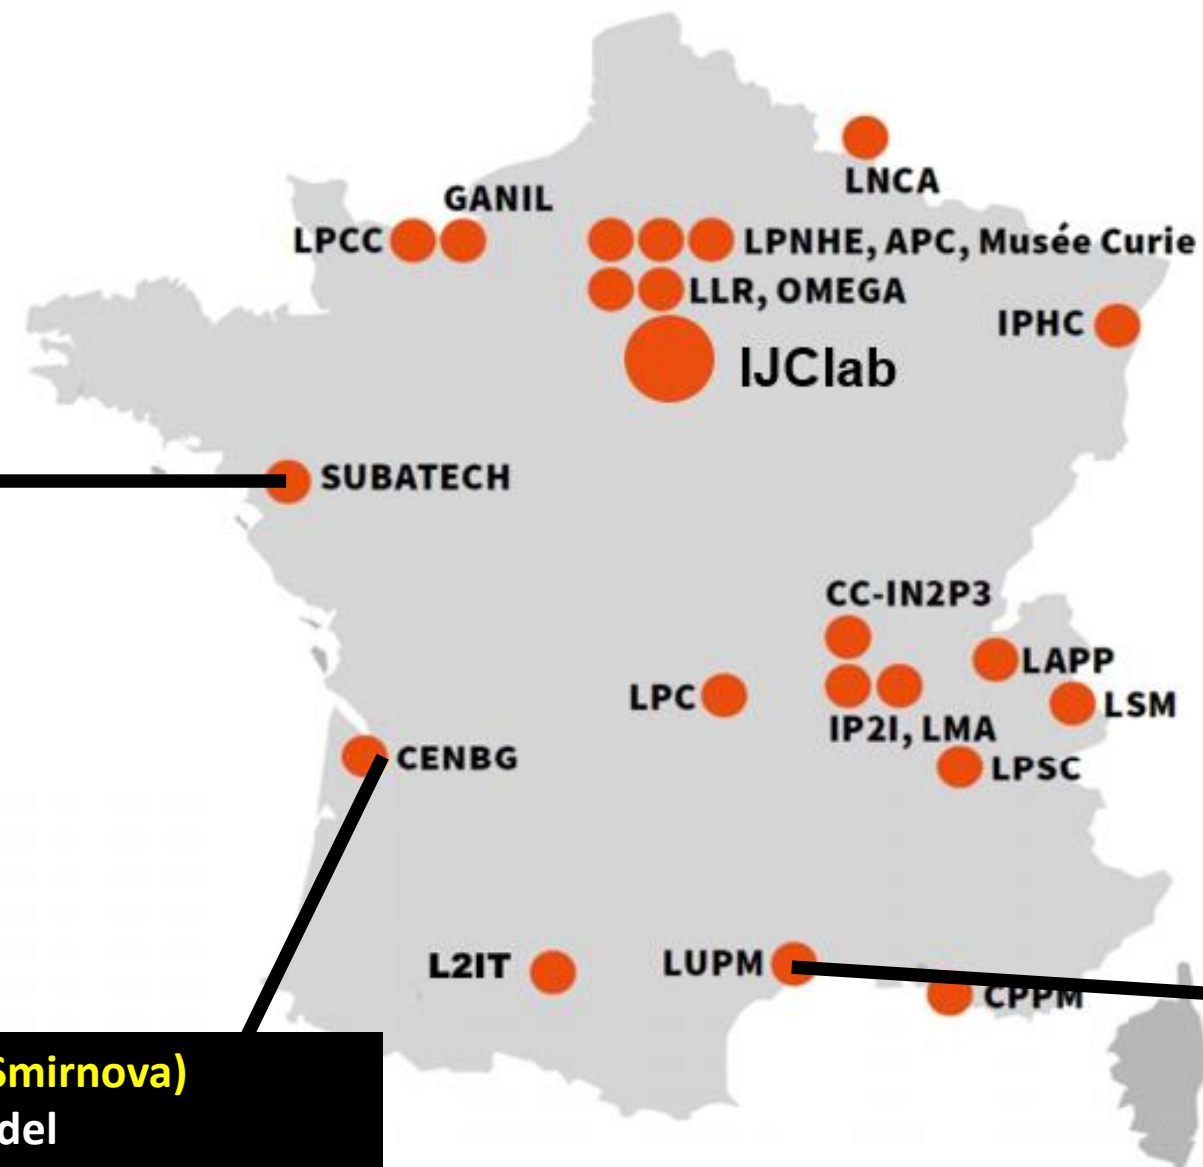 LNCA
GANIL
LPCC
LPNHE, APC, Musée Curie
LLR, OMEGA
IPHC
IJClab
SUBATECH
CC-IN2P3
LAPP
LPC
LSM
IP2I, LMA
CENBG
LPSC
L2IT
LUPM
CPPM
Smirnova)
del